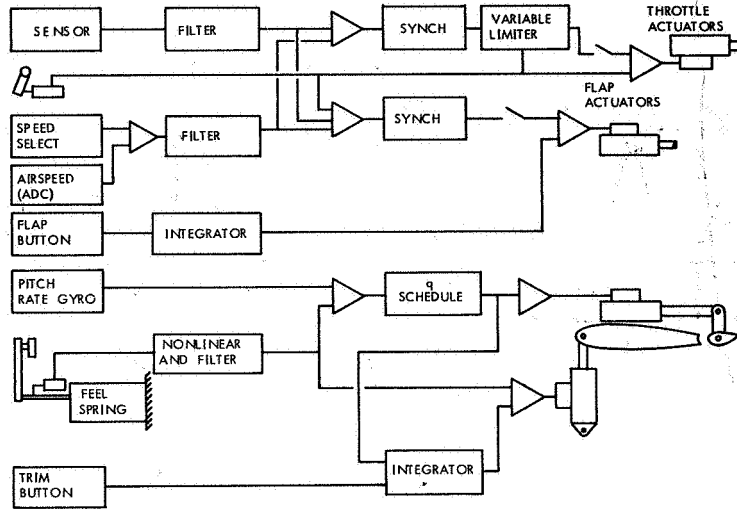 SENSOR
FILTER
SYNCH
VARIABLE
LIMITER
THROTTLE
ACTUATORS
FLAP
ACTUATORS
SPEED
SELECT
FILTER
SYNCH
AIRSPEED
(ADC)
FLAP
BUTTON
INTEGRATOR
PITCH
RATE GYRO
q
SCHEDULE
NONLINEAR
AND FILTER
FEEL
SPRING
INTEGRATOR
TRIM
BUTTON